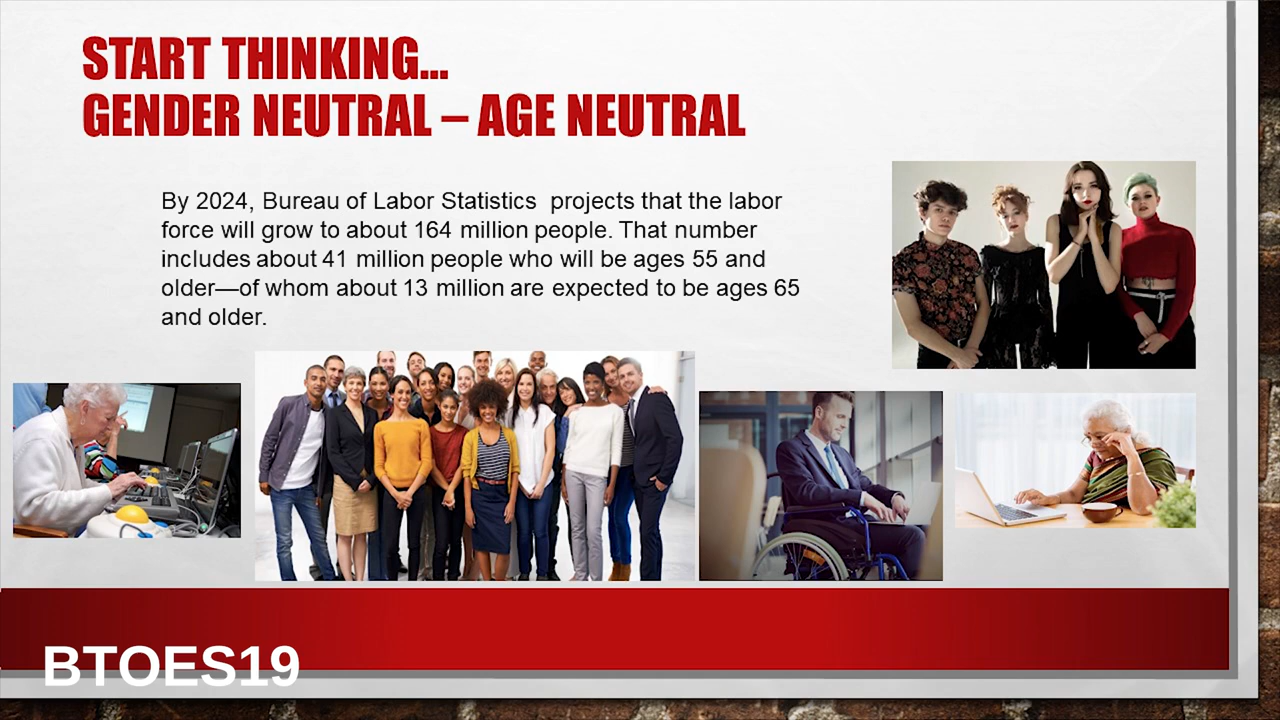 START THINKING...
GENDER NEUTRAL – AGE NEUTRAL
By 2024, Bureau of Labor Statistics projects that the labor
force will grow to about 164 million people. That number
includes about 41 million people who will be ages 55 and
older—of whom about 13 million are expected to be ages 65
and older.
BTOES19